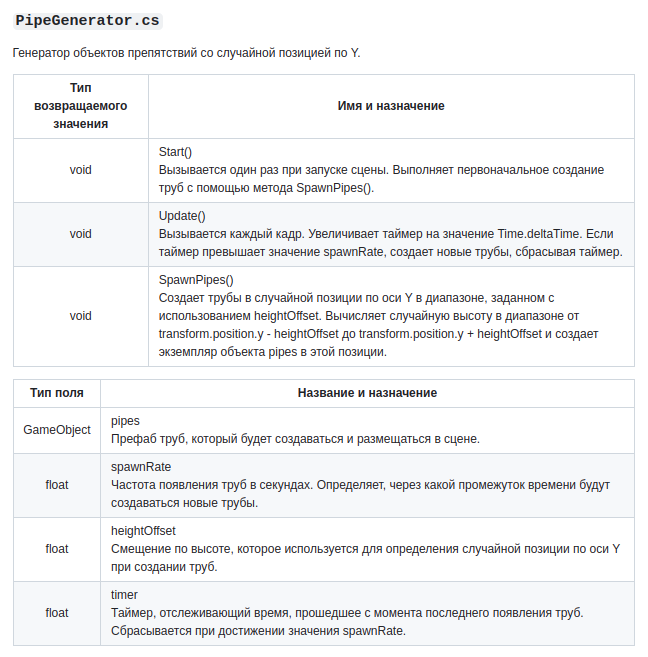 PipeGenerator.cs
Генератор объектов препятствий со случайной позицией по Y.
Тип
возвращаемого
значения
Имя и назначение
void
Start()
Вызывается один раз при запуске сцены. Выполняет первоначальное создание
труб с помощью метода SpawnPipes().
void
Update()
Вызывается каждый кадр. Увеличивает таймер на значение Time.deltaTime. Если
таймер превышает значение spawnRate, создает новые трубы, сбрасывая таймер.
void
SpawnPipes()
Создает трубы в случайной позиции по оси Y в диапазоне, заданном с
использованием heightOffset. Вычисляет случайную высоту в диапазоне от
transform.position.y - heightOffset до transform.position.y + heightOffset и создает
экземпляр объекта pipes в этой позиции.
Тип поля
Название и назначение
GameObject
pipes
Префаб труб, который будет создаваться и размещаться в сцене.
float
spawnRate
Частота появления труб в секундах. Определяет, через какой промежуток времени будут
создаваться новые трубы.
float
heightOffset
Смещение по высоте, которое используется для определения случайной позиции по оси Y
при создании труб.
float
timer
Таймер, отслеживающий время, прошедшее с момента последнего появления труб.
Сбрасывается при достижении значения spawnRate.